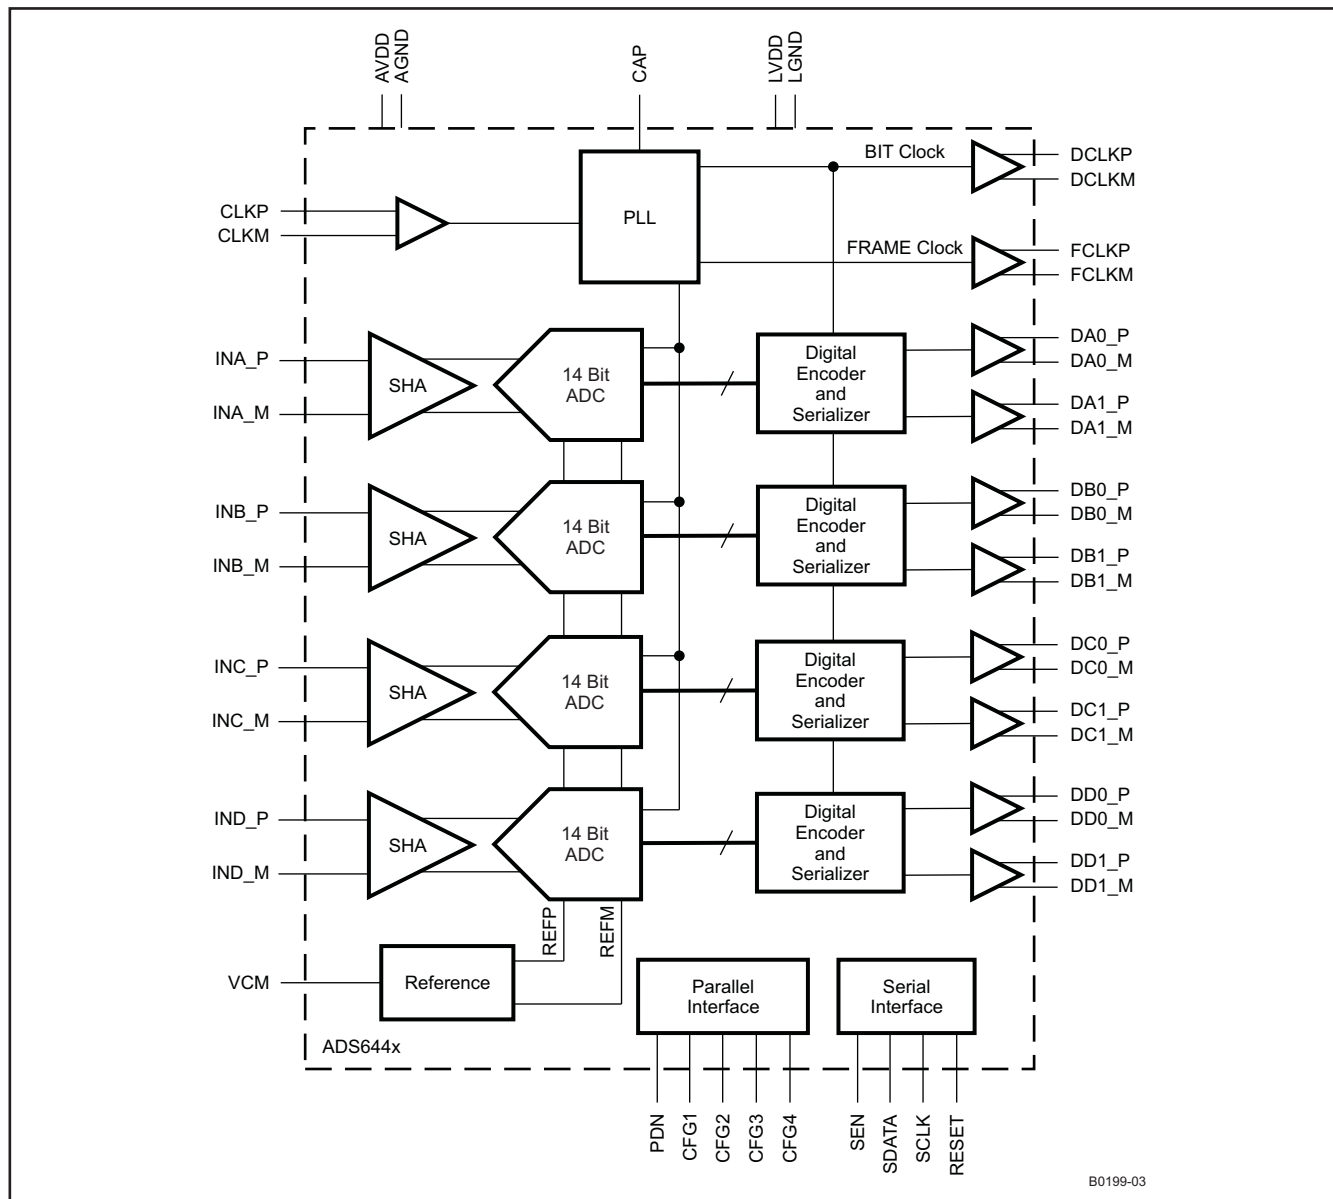 AVDD
AGND
CAP
LVDD
LGND
BIT Clock
DCLKP
DCLKM
CLKP
CLKM
PLL
FRAME Clock
FCLKP
FCLKM
INA_P
INA_M
SHA
14 Bit
ADC
Digital
Encoder
and
Serializer
DA0_P
DA0_M
DA1_P
DA1_M
INB_P
INB_M
SHA
14 Bit
ADC
Digital
Encoder
and
Serializer
DB0_P
DB0_M
DB1_P
DB1_M
INC_P
INC_M
SHA
14 Bit
ADC
Digital
Encoder
and
Serializer
DC0_P
DC0_M
DC1_P
DC1_M
IND_P
IND_M
SHA
14 Bit
ADC
Digital
Encoder
and
Serializer
DD0_P
DD0_M
DD1_P
DD1_M
REFP
REFM
VCM
Reference
Parallel
Interface
Serial
Interface
ADS644x
PDN
CFG1
CFG2
CFG3
CFG4
SEN
SDATA
SCLK
RESET
B0199-03